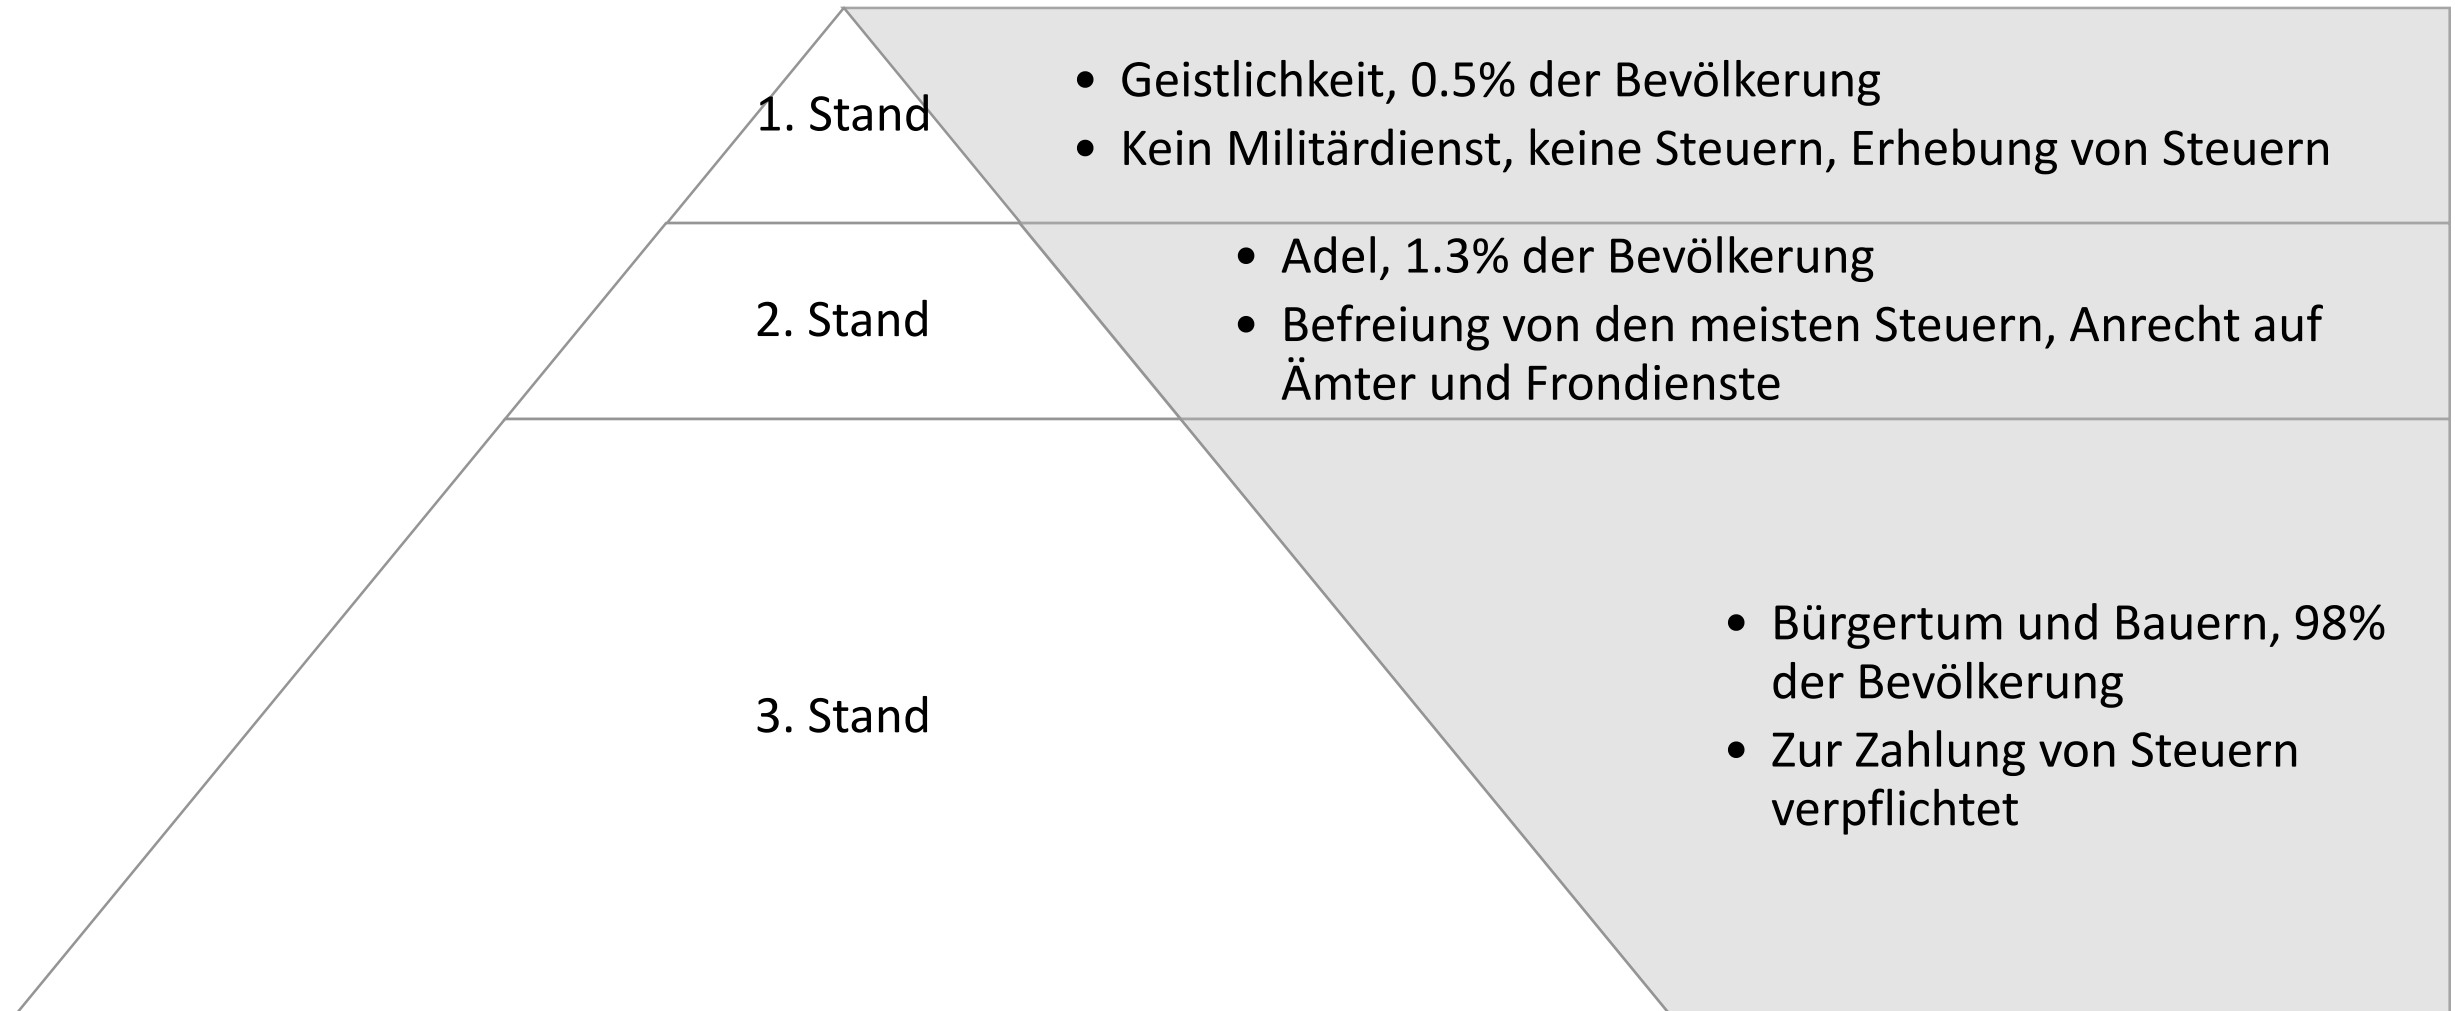 1. Stand
• Geistlichkeit, 0.5% der Bevölkerung
• Kein Militärdienst, keine Steuern, Erhebung von Steuern
2. Stand
• Adel, 1.3% der Bevölkerung
• Befreiung von den meisten Steuern, Anrecht auf
Ämter und Frondienste
3. Stand
• Bürgertum und Bauern, 98%
der Bevölkerung
• Zur Zahlung von Steuern
verpflichtet